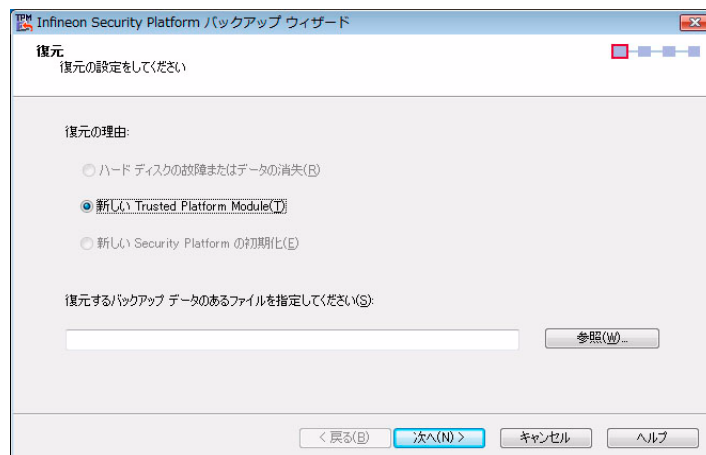 TPM
Infineon Security Platform バックアップ ウィザード
復元
復元の設定をしてください
復元の理由:
ハード ディスクの故障またはデータの消失(R)
新しい Trusted Platform Module(T)
新しい Security Platform の初期化(E)
復元するバックアップ データのあるファイルを指定してください(S):
参照(W)...
< 戻る(B)
次へ(N) >
キャンセル
ヘルプ